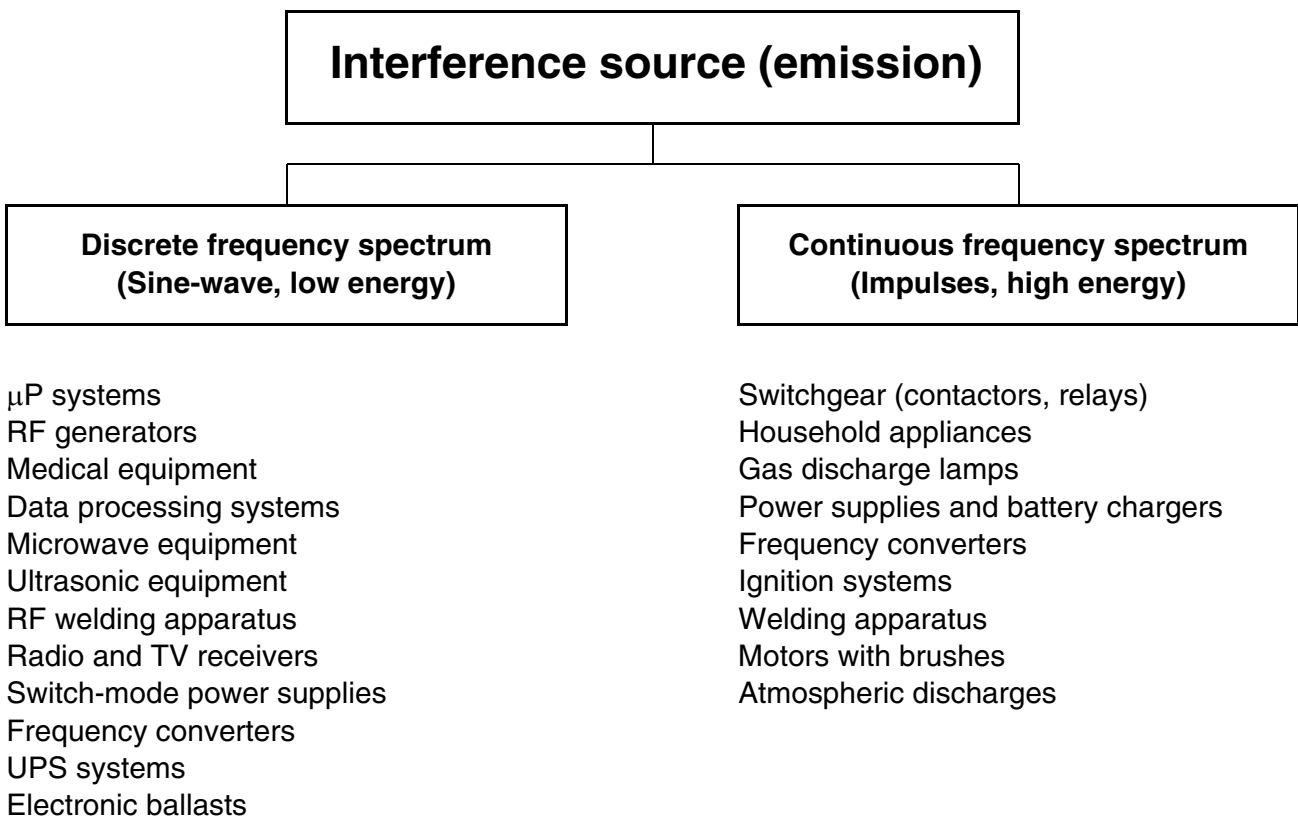 Interference source (emission)
Discrete frequency spectrum
(Sine-wave, low energy)
Continuous frequency spectrum
(Impulses, high energy)
μP systems
RF generators
Medical equipment
Data processing systems
Microwave equipment
Ultrasonic equipment
RF welding apparatus
Radio and TV receivers
Switch-mode power supplies
Frequency converters
UPS systems
Electronic ballasts
Switchgear (contactors, relays)
Household appliances
Gas discharge lamps
Power supplies and battery chargers
Frequency converters
Ignition systems
Welding apparatus
Motors with brushes
Atmospheric discharges